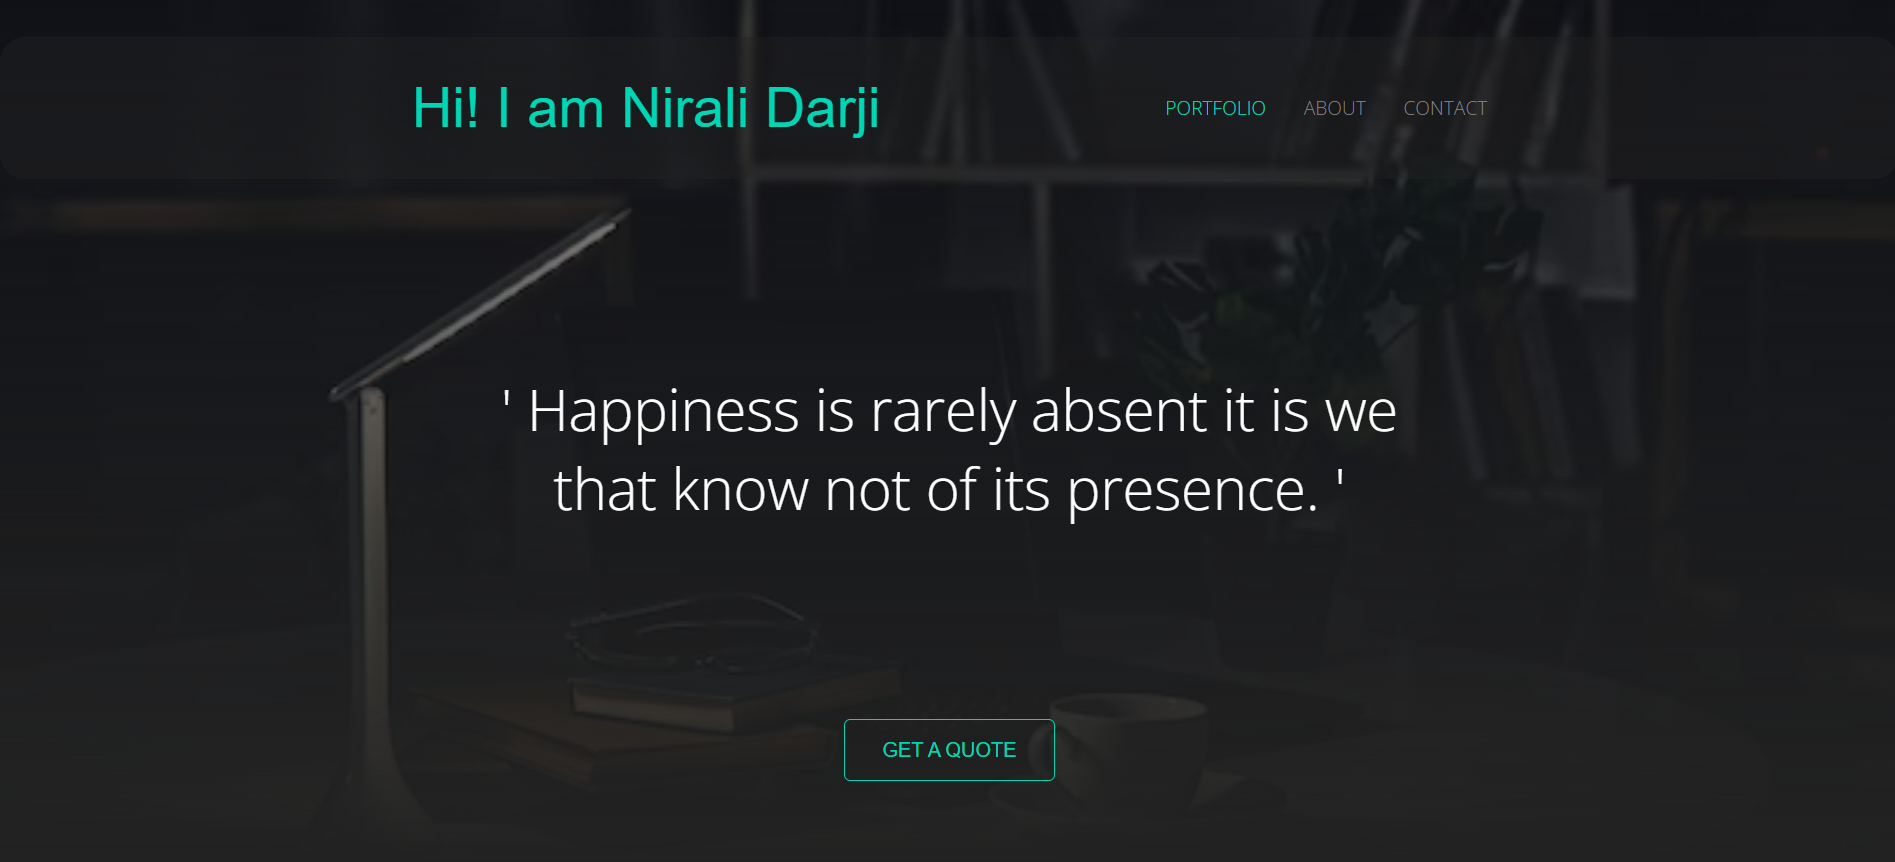 Hi! I am Nirali Darji
PORTFOLIO ABOUT CONTACT
' Happiness is rarely absent it is we
that know not of its presence. '
GET A QUOTE